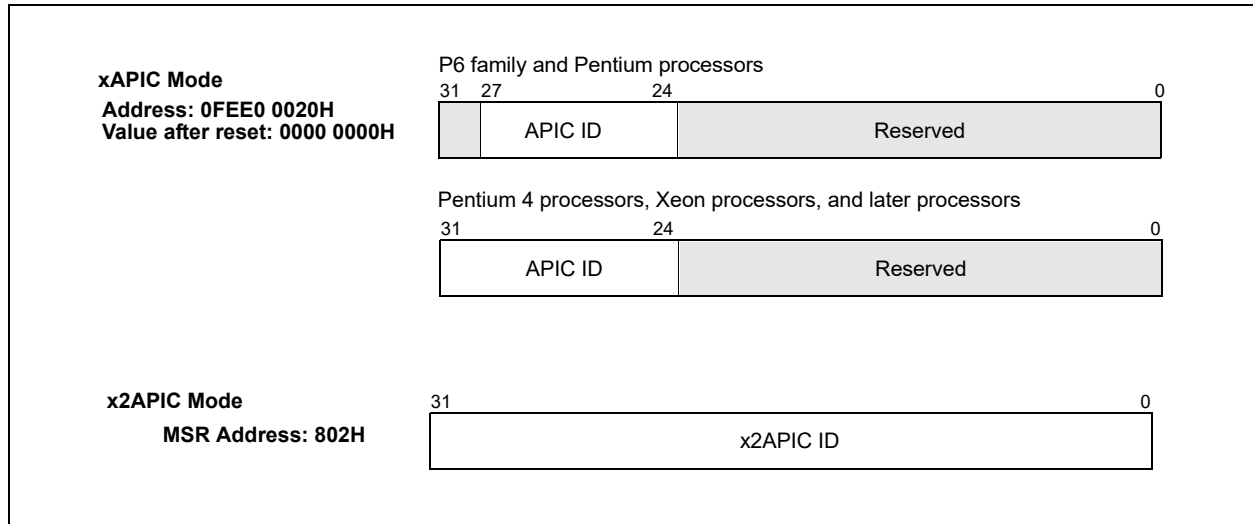 P6 family and Pentium processors
xAPIC Mode
31 27 24 0
Address: 0FEE0 0020H
Value after reset: 0000 0000H
APIC ID Reserved
Pentium 4 processors, Xeon processors, and later processors
31 24 0
APIC ID Reserved
x2APIC Mode
31 0
MSR Address: 802H
x2APIC ID